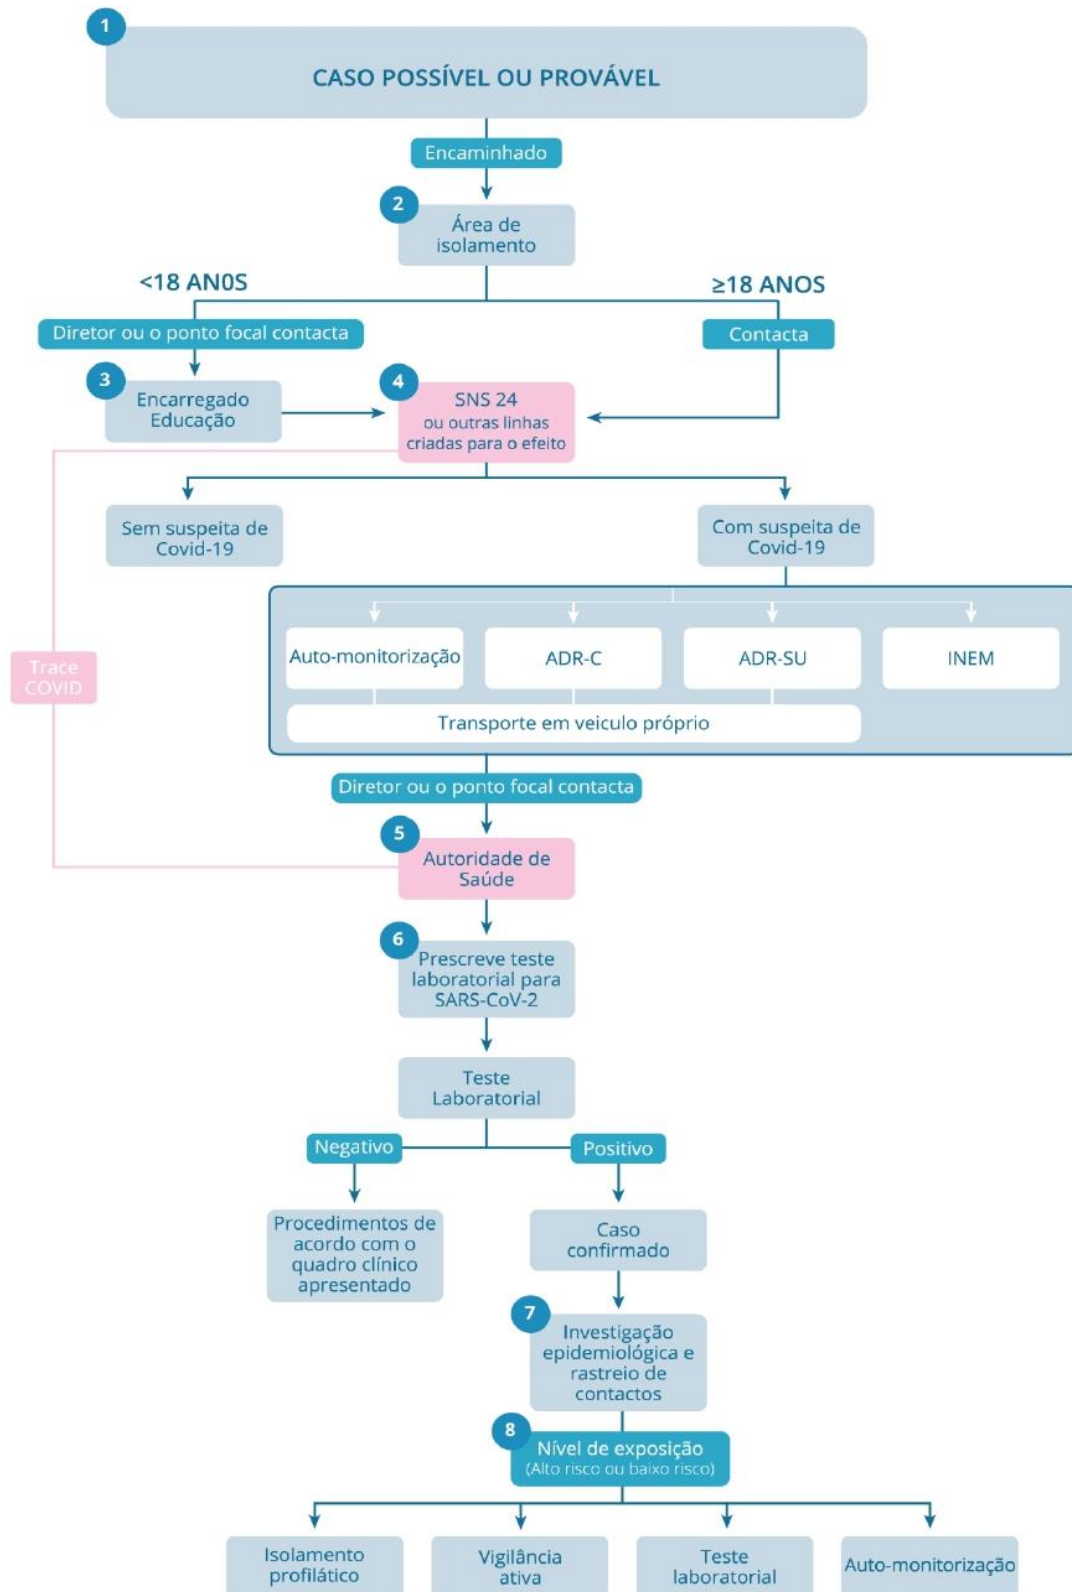 1
CASO POSSÍVEL OU PROVÁVEL
Encaminhado
2
Área de
isolamento
<18 AN0S
≥18 ANOS
Diretor ou o ponto focal contacta
Contacta
3
Encarregado
Educação
4
SNS 24
ou outras linhas
criadas para o efeito
Sem suspeita de
Covid-19
Com suspeita de
Covid-19
Auto-monitorização
ADR-C
ADR-SU
INEM
Trace
COVID
Transporte em veiculo próprio
Diretor ou o ponto focal contacta
5
Autoridade de
Saúde
6
Prescreve teste
laboratorial para
SARS-CoV-2
Teste
Laboratorial
Negativo
Positivo
Procedimentos de
acordo com o
quadro clínico
apresentado
Caso
confirmado
7
Investigação
epidemiológica e
rastreio de
contactos
8
Nível de exposição
(Alto risco ou baixo risco)
Isolamento
profilático
Vigilância
ativa
Teste
laboratorial
Auto-monitorização